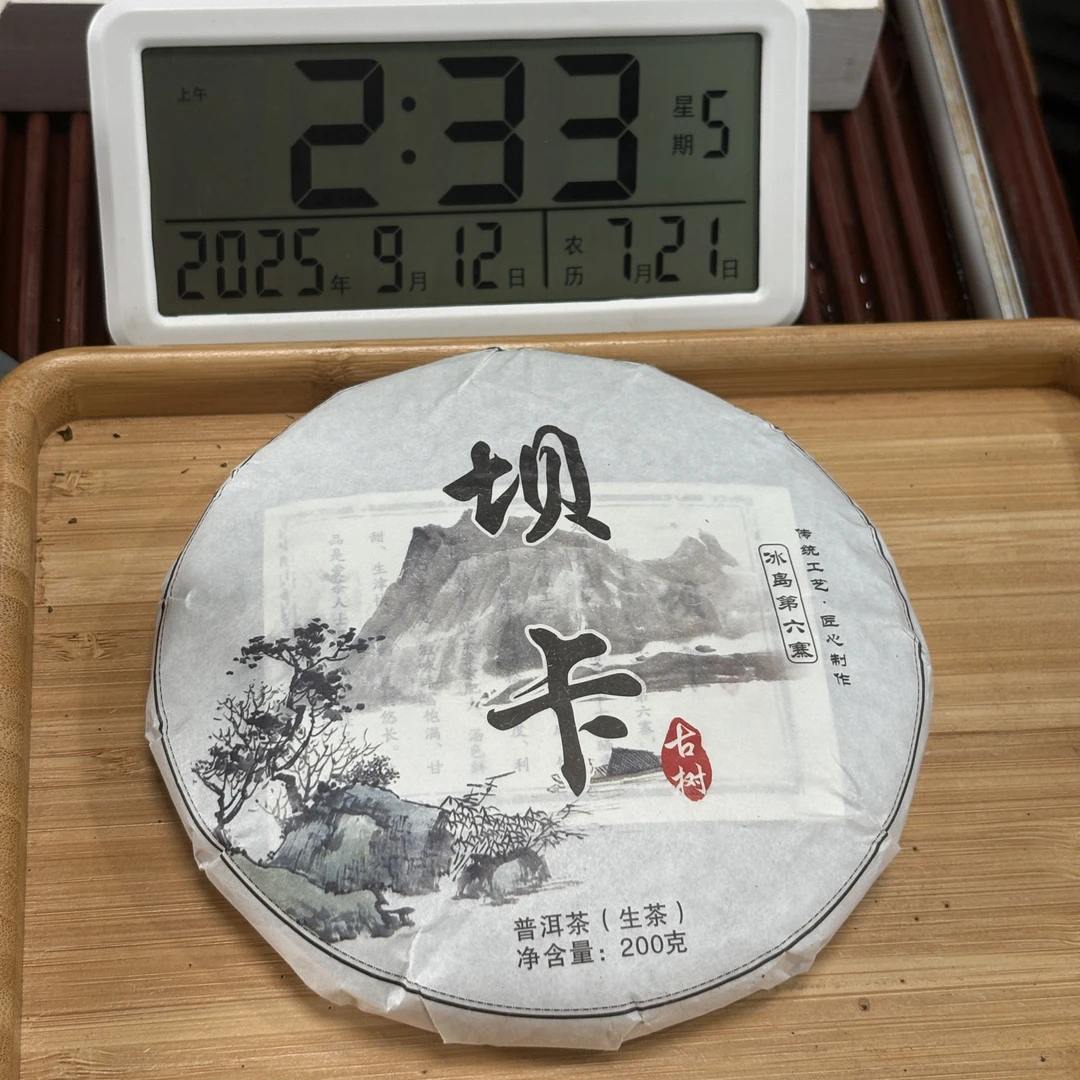 上午
2:33
星期5
2025年9月12日
农历7月21日
坝卡
古树
传统工艺·匠心制作
冰岛第六寨
普洱茶(生茶)
净含量:200克